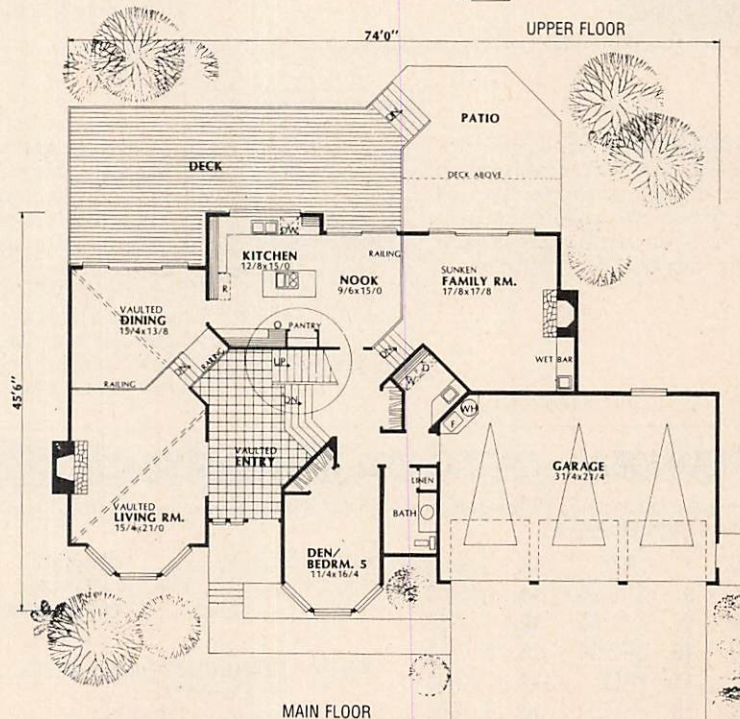 UPPER FLOOR
74'0"
PATIO
DN
DECK
DECK ABOVE
DW
KITCHEN
12/8x15/0
RAILING
NOOK
9/6x15/0
SUNKEN
FAMILY RM.
17/8x17/8
R
VAULTED
DINING
15/4x13/8
O
PANTRY
DN
WET BAR
RAILING
DN
UP
W
D
RAILING
DN
45'6"
WH
F
VAULTED
ENTRY
GARAGE
31/4x21/4
LINEN
VAULTED
LIVING RM.
15/4x21/0
BATH
DEN/
BEDRM. 5
11/4x16/4
MAIN FLOOR